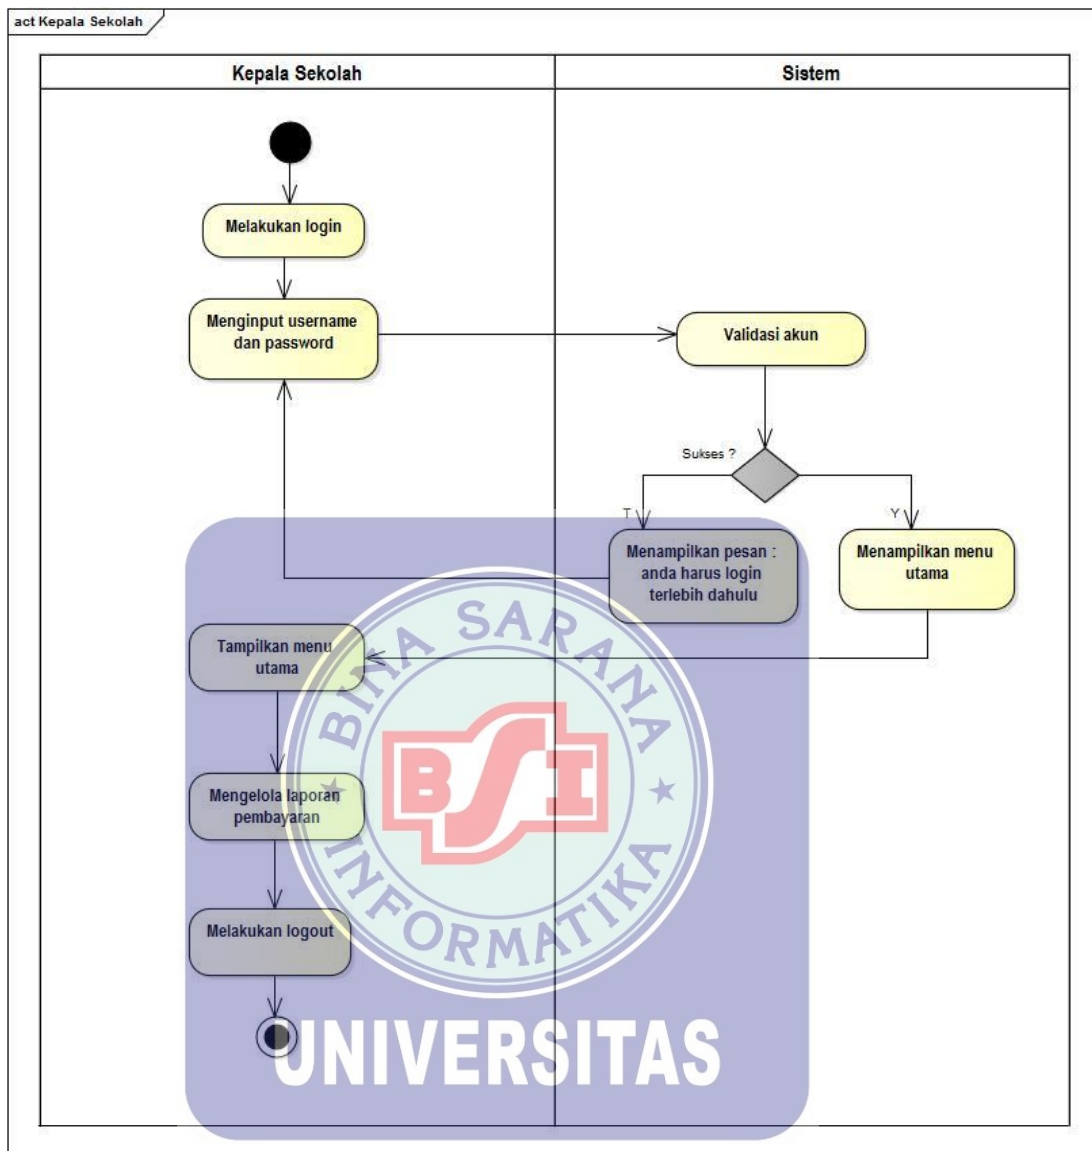 act Kepala Sekolah
Kepala Sekolah
Sistem
Melakukan login
Menginput username
dan password
Validasi akun
Sukses ?
T
Y
Menampilkan pesan :
anda harus login
terlebih dahulu
Menampilkan menu
utama
Tampilkan menu
utama
Mengelola laporan
pembayaran
Melakukan logout
BINA SARANA
BSI
INFORMATIKA
UNIVERSITAS